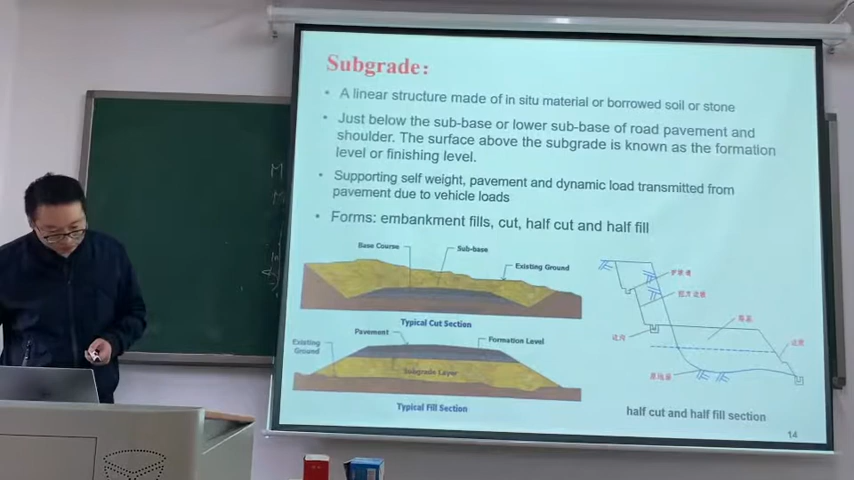 Subgrade:
• A linear structure made of in situ material or borrowed soil or stone
• Just below the sub-base or lower sub-base of road pavement and
shoulder. The surface above the subgrade is known as the formation
level or finishing level.
• Supporting self weight, pavement and dynamic load transmitted from
pavement due to vehicle loads
• Forms: embankment fills, cut, half cut and half fill
Base Course
Sub-base
Existing Ground
Typical Cut Section
Existing
Ground
Pavement
Formation Level
Subgrade Layer
Typical Fill Section
边沟
half cut and half fill section
14